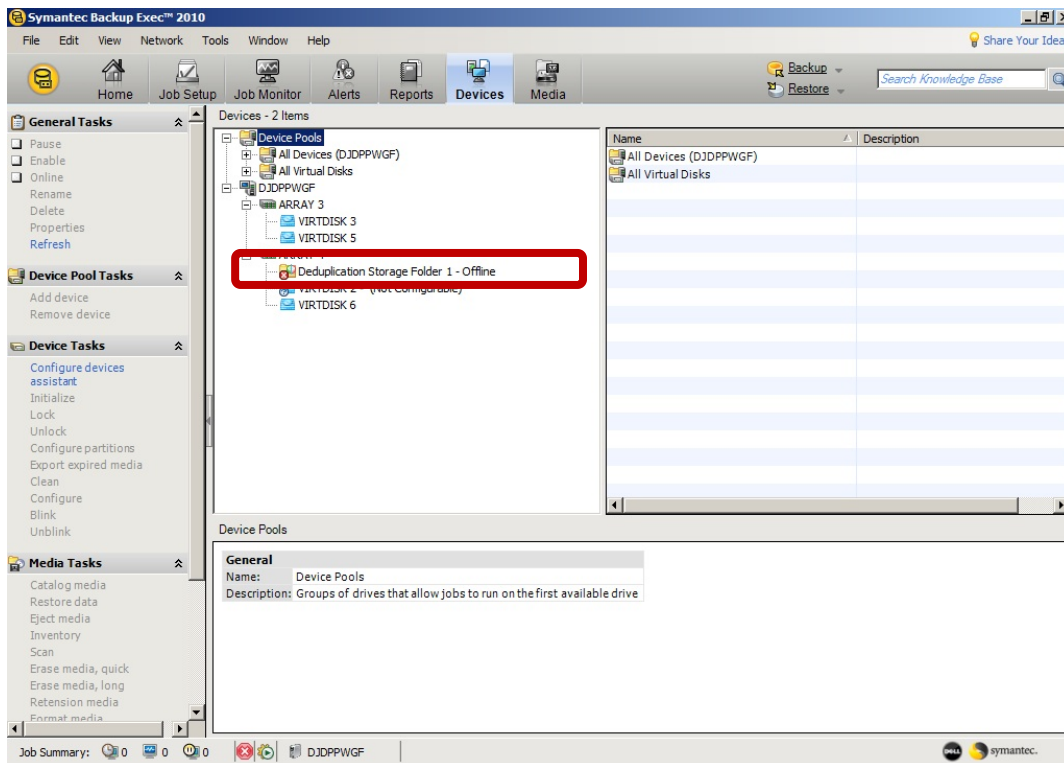 Symantec Backup Exec™ 2010
File Edit View Network Tools Window Help
Share Your Idea
Home Job Setup Job Monitor Alerts Reports Devices Media
Backup
Restore
Search Knowledge Base
General Tasks
Pause
Enable
Online
Rename
Delete
Properties
Refresh
Device Pool Tasks
Add device
Remove device
Device Tasks
Configure devices
assistant
Initialize
Lock
Unlock
Configure partitions
Export expired media
Clean
Configure
Blink
Unblink
Media Tasks
Catalog media
Restore data
Eject media
Inventory
Scan
Erase media, quick
Erase media, long
Retension media
Format media
Devices - 2 Items
Device Pools
All Devices (DJDPPWGF)
All Virtual Disks
DJDPPWGF
ARRAY 3
VIRTDISK 3
VIRTDISK 5
Deduplication Storage Folder 1 - Offline
VIRTDISK 2 - (Not Configurable)
VIRTDISK 6
Name Description
All Devices (DJDPPWGF)
All Virtual Disks
Device Pools
General
Name: Device Pools
Description: Groups of drives that allow jobs to run on the first available drive
Job Summary: 0 0 0 DJDPPWGF
DELL symantec.